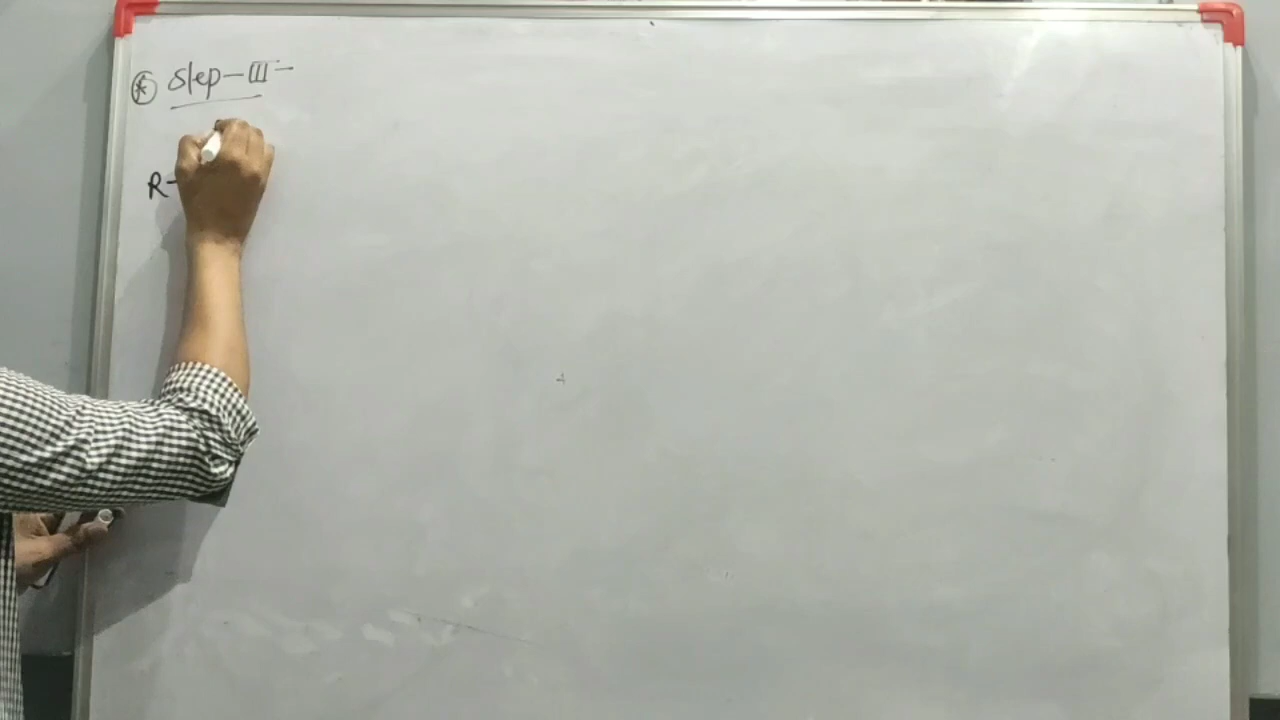 ⊛ Step-III-
R-